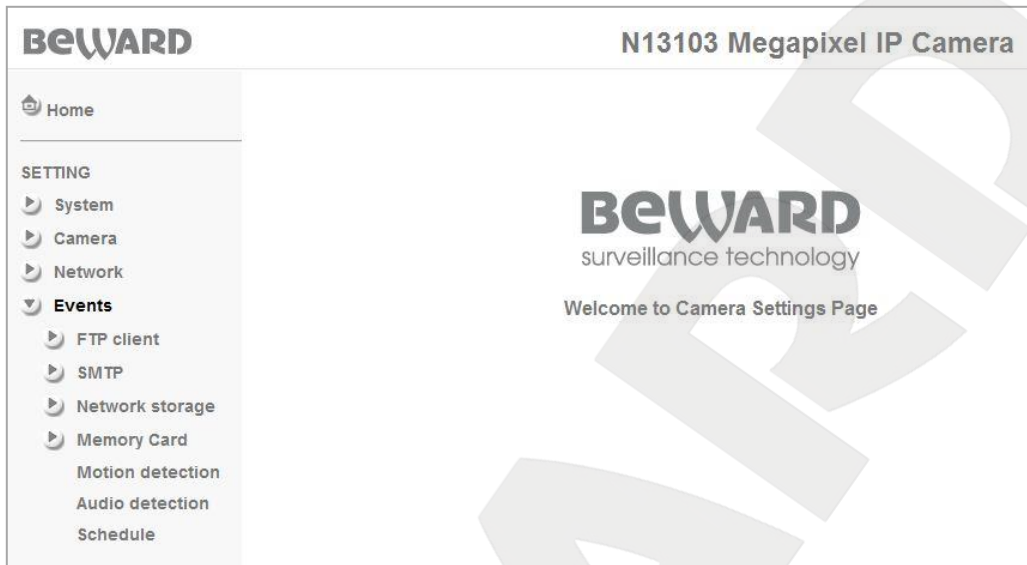 BEWARD
N13103 Megapixel IP Camera
Home
SETTING
System
Camera
Network
Events
FTP client
SMTP
Network storage
Memory Card
Motion detection
Audio detection
Schedule
BEWARD
surveillance technology
Welcome to Camera Settings Page